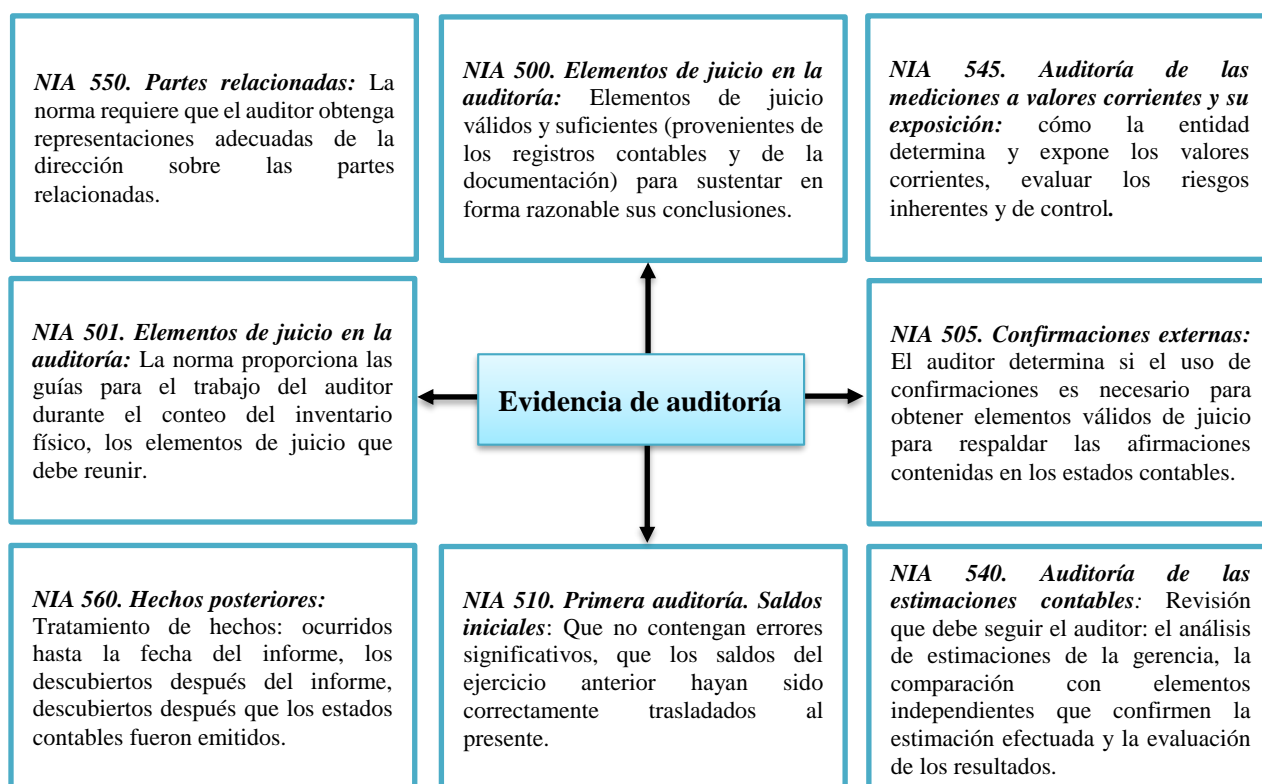 NIA 550. Partes relacionadas: La
norma requiere que el auditor obtenga
representaciones adecuadas de la
dirección sobre las partes
relacionadas.
NIA 500. Elementos de juicio en la
auditoría: Elementos de juicio
válidos y suficientes (provenientes de
los registros contables y de la
documentación) para sustentar en
forma razonable sus conclusiones.
NIA 545. Auditoría de las
mediciones a valores corrientes y su
exposición: cómo la entidad
determina y expone los valores
corrientes, evaluar los riesgos
inherentes y de control.
NIA 501. Elementos de juicio en la
auditoría: La norma proporciona las
guías para el trabajo del auditor
durante el conteo del inventario
físico, los elementos de juicio que
debe reunir.
Evidencia de auditoría
NIA 505. Confirmaciones externas:
El auditor determina si el uso de
confirmaciones es necesario para
obtener elementos válidos de juicio
para respaldar las afirmaciones
contenidas en los estados contables.
NIA 560. Hechos posteriores:
Tratamiento de hechos: ocurridos
hasta la fecha del informe, los
descubiertos después del informe,
descubiertos después que los estados
contables fueron emitidos.
NIA 510. Primera auditoría. Saldos
iniciales: Que no contengan errores
significativos, que los saldos del
ejercicio anterior hayan sido
correctamente trasladados al
presente.
NIA 540. Auditoría de las
estimaciones contables: Revisión
que debe seguir el auditor: el análisis
de estimaciones de la gerencia, la
comparación con elementos
independientes que confirmen la
estimación efectuada y la evaluación
de los resultados.